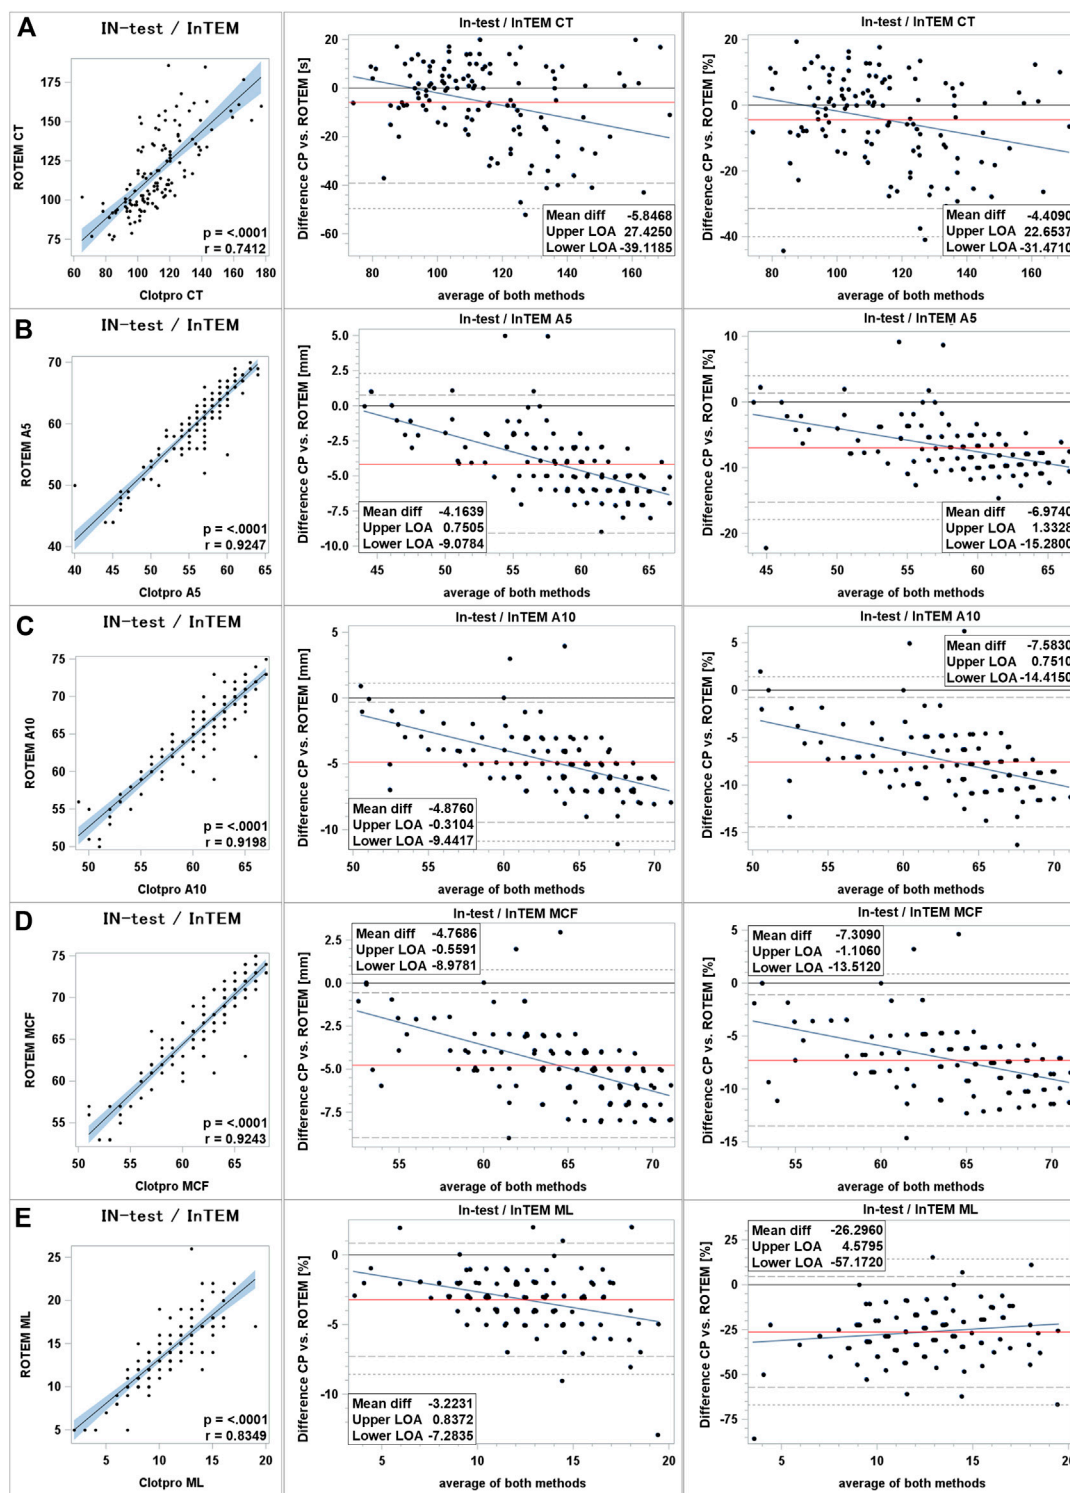 A
IN-test / InTEM
ROTEM CT
175
150
125
100
75
p = <.0001
r = 0.7412
60 80 100 120 140 160 180
Clotpro CT
In-test / InTEM CT
Difference CP vs. ROTEM [s]
20
0
-20
-40
-60
Mean diff -5.8468
Upper LOA 27.4250
Lower LOA -39.1185
80 100 120 140 160
average of both methods
In-test / InTEM CT
Difference CP vs. ROTEM [%]
20
0
-20
-40
Mean diff -4.4090
Upper LOA 22.6537
Lower LOA -31.4710
80 100 120 140 160
average of both methods
B
IN-test / InTEM
ROTEM A5
70
60
50
40
p = <.0001
r = 0.9247
40 45 50 55 60 65
Clotpro A5
In-test / InTEM A5
Difference CP vs. ROTEM [mm]
5.0
2.5
0.0
-2.5
-5.0
-7.5
-10.0
Mean diff -4.1639
Upper LOA 0.7505
Lower LOA -9.0784
45 50 55 60 65
average of both methods
In-test / InTEM A5
Difference CP vs. ROTEM [%]
10
0
-10
-20
Mean diff -6.9740
Upper LOA 1.3328
Lower LOA -15.2800
45 50 55 60 65
average of both methods
C
IN-test / InTEM
ROTEM A10
75
70
65
60
55
50
p = <.0001
r = 0.9198
50 55 60 65
Clotpro A10
In-test / InTEM A10
Difference CP vs. ROTEM [mm]
5
0
-5
-10
Mean diff -4.8760
Upper LOA -0.3104
Lower LOA -9.4417
50 55 60 65 70
average of both methods
In-test / InTEM A10
Difference CP vs. ROTEM [%]
5
0
-5
-10
-15
Mean diff -7.5830
Upper LOA 0.7510
Lower LOA -14.4150
50 55 60 65 70
average of both methods
D
IN-test / InTEM
ROTEM MCF
75
70
65
60
55
p = <.0001
r = 0.9243
50 55 60 65
Clotpro MCF
In-test / InTEM MCF
Difference CP vs. ROTEM [mm]
2.5
0.0
-2.5
-5.0
-7.5
Mean diff -4.7686
Upper LOA -0.5591
Lower LOA -8.9781
55 60 65 70
average of both methods
In-test / InTEM MCF
Difference CP vs. ROTEM [%]
5
0
-5
-10
-15
Mean diff -7.3090
Upper LOA -1.1060
Lower LOA -13.5120
55 60 65 70
average of both methods
E
IN-test / InTEM
ROTEM ML
25
20
15
10
5
p = <.0001
r = 0.8349
5 10 15 20
Clotpro ML
In-test / InTEM ML
Difference CP vs. ROTEM [%]
0
-5
-10
Mean diff -3.2231
Upper LOA 0.8372
Lower LOA -7.2835
5 10 15 20
average of both methods
In-test / InTEM ML
Difference CP vs. ROTEM [%]
25
0
-25
-50
-75
Mean diff -26.2960
Upper LOA 4.5795
Lower LOA -57.1720
5 10 15 20
average of both methods